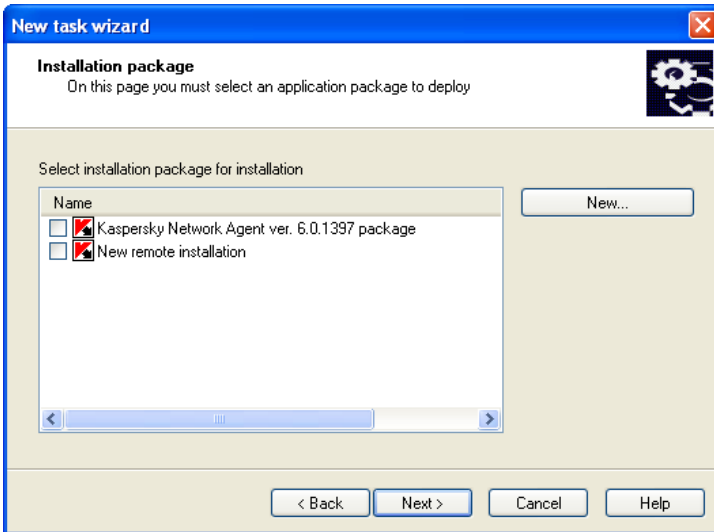 New task wizard
Installation package
On this page you must select an application package to deploy
Select installation package for installation
Name
New...
Kaspersky Network Agent ver. 6.0.1397 package
New remote installation
< Back
Next >
Cancel
Help